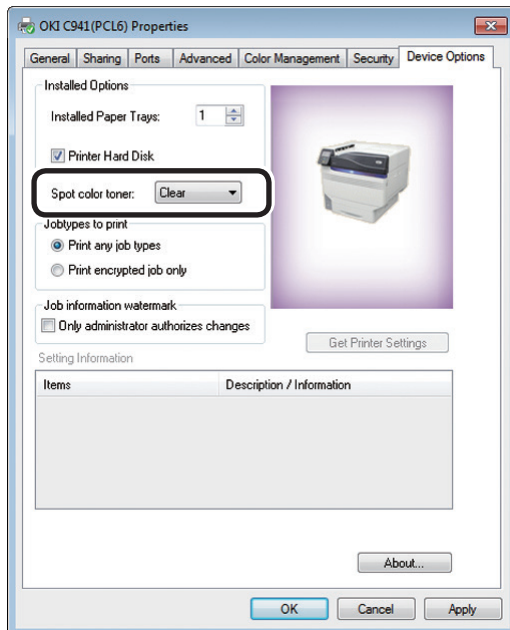 OKI C941(PCL6) Properties
General Sharing Ports Advanced Color Management Security Device Options
Installed Options
Installed Paper Trays: 1
Printer Hard Disk
Spot color toner: Clear
Jobtypes to print
Print any job types
Print encrypted job only
Job information watermark
Only administrator authorizes changes
Get Printer Settings
Setting Information
Items Description / Information
About...
OK Cancel Apply